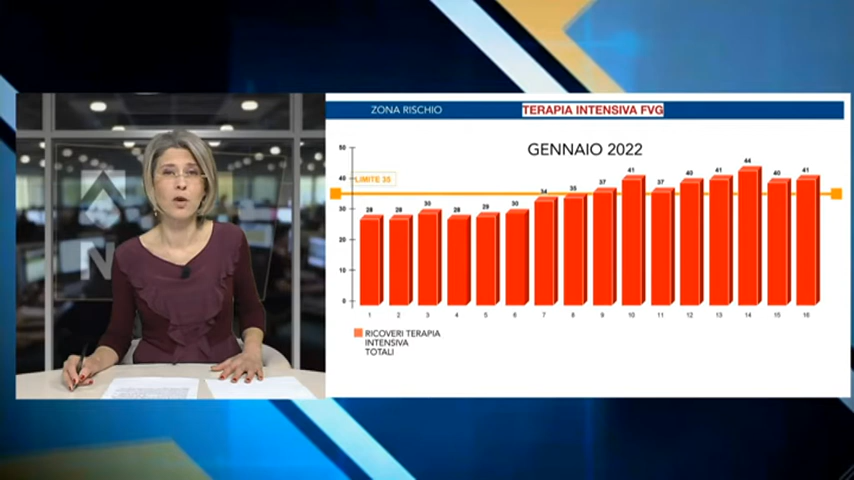 ZONA RISCHIO
TERAPIA INTENSIVA FVG
GENNAIO 2022
50
40
30
20
10
0
LIMITE 35
28 28 30 28 29 30 34 35 37 41 37 40 41 44 40 41
1 2 3 4 5 6 7 8 9 10 11 12 13 14 15 16
RICOVERI TERAPIA
INTENSIVA
TOTALI
N